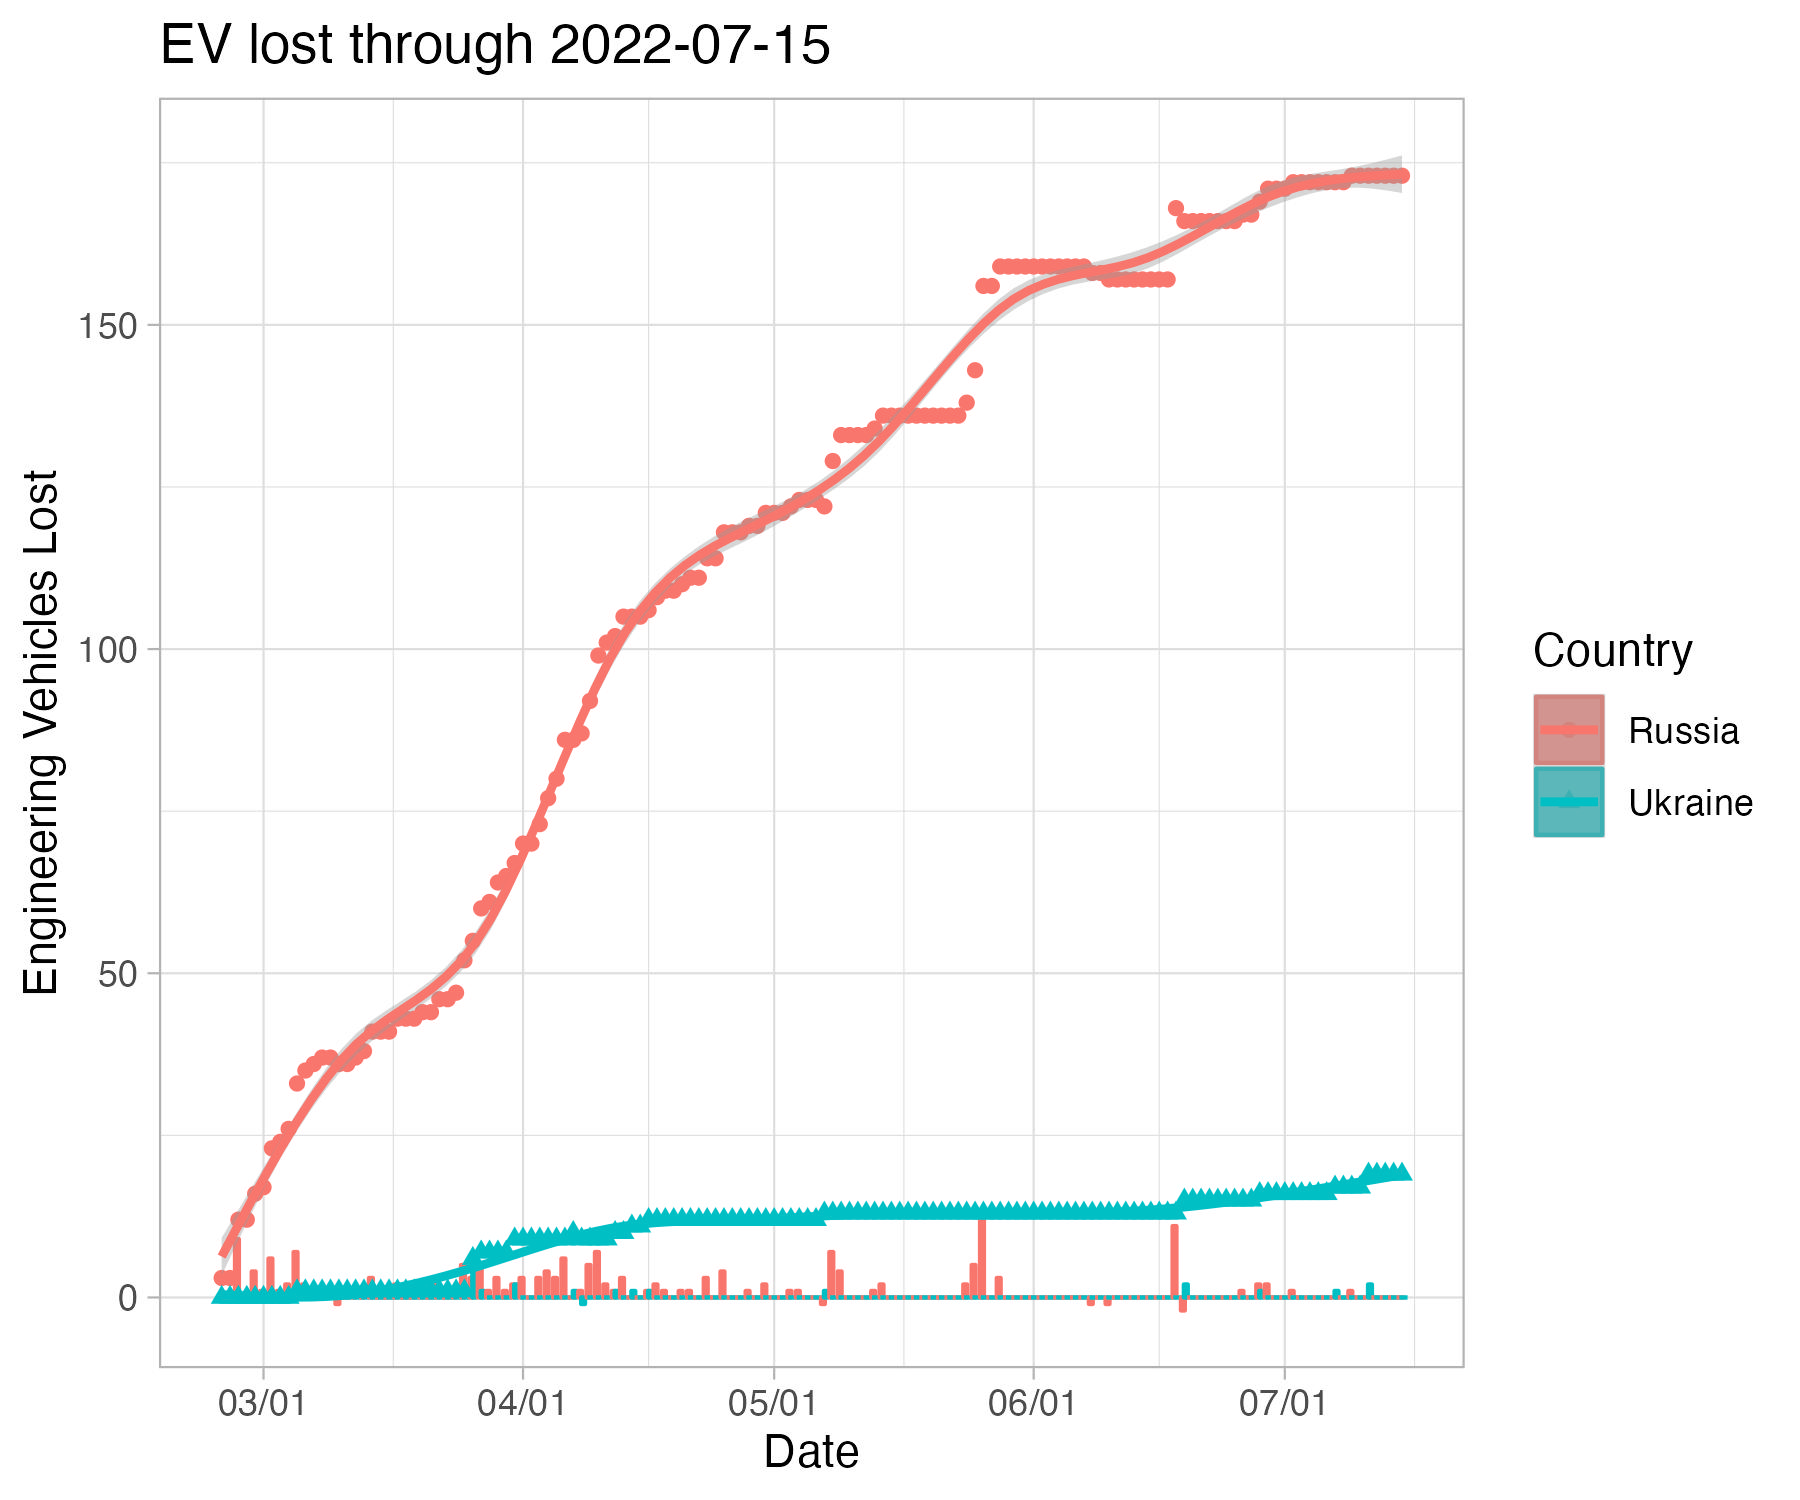 EV lost through 2022-07-15
Engineering Vehicles Lost
150
100
50
0
03/01
04/01
05/01
06/01
07/01
Date
Country
Russia
Ukraine